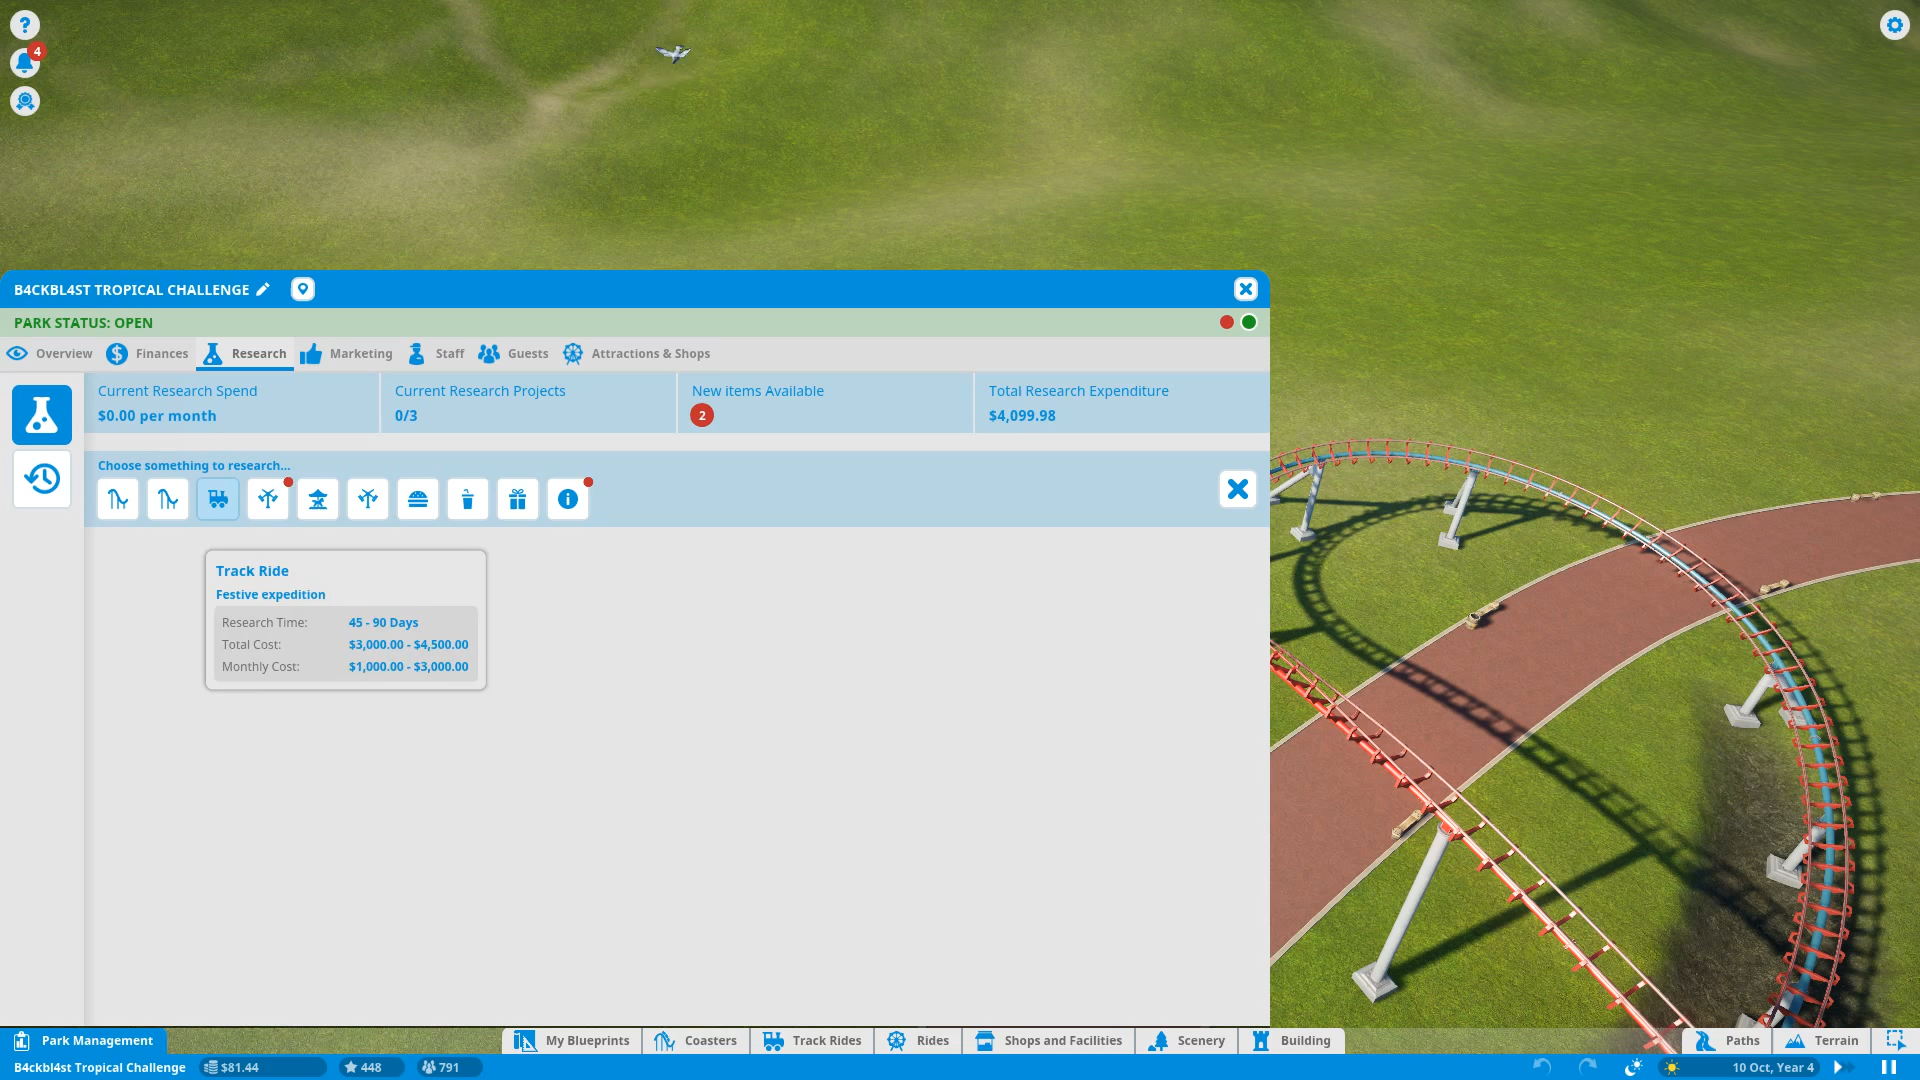 ?
4
B4CKBL4ST TROPICAL CHALLENGE
PARK STATUS: OPEN
Overview
Finances
Research
Marketing
Staff
Guests
Attractions & Shops
Current Research Spend
$0.00 per month
Current Research Projects
0/3
New items Available
2
Total Research Expenditure
$4,099.98
Choose something to research...
Track Ride
Festive expedition
Research Time: 45 - 90 Days
Total Cost: $3,000.00 - $4,500.00
Monthly Cost: $1,000.00 - $3,000.00
Park Management
My Blueprints
Coasters
Track Rides
Rides
Shops and Facilities
Scenery
Building
Paths
Terrain
B4ckbl4st Tropical Challenge
$81.44
448
791
10 Oct, Year 4